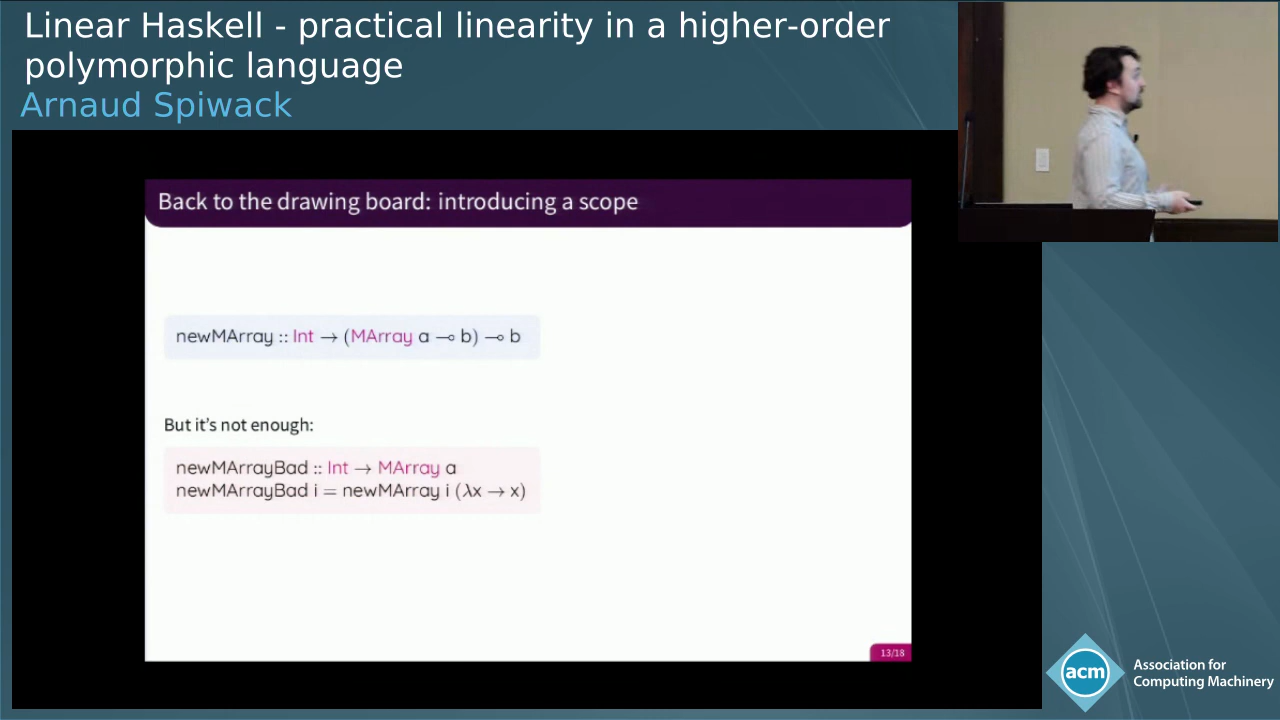 Linear Haskell - practical linearity in a higher-order
polymorphic language
Arnaud Spiwack
Back to the drawing board: introducing a scope
newMArray :: Int → (MArray a ⊸ b) ⊸ b
But it's not enough:
newMArrayBad :: Int → MArray a
newMArrayBad i = newMArray i (λx → x)
13/18
acm
Association for
Computing Machinery